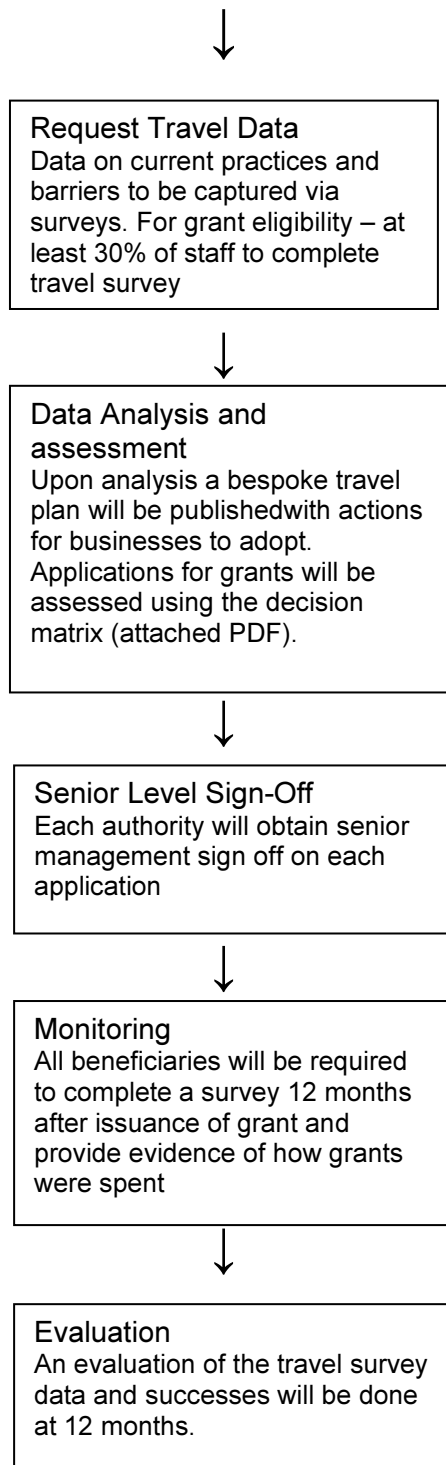 Request Travel Data
Data on current practices and
barriers to be captured via
surveys. For grant eligibility – at
least 30% of staff to complete
travel survey
Data Analysis and
assessment
Upon analysis a bespoke travel
plan will be publishedwith actions
for businesses to adopt.
Applications for grants will be
assessed using the decision
matrix (attached PDF).
Senior Level Sign-Off
Each authority will obtain senior
management sign off on each
application
Monitoring
All beneficiaries will be required
to complete a survey 12 months
after issuance of grant and
provide evidence of how grants
were spent
Evaluation
An evaluation of the travel survey
data and successes will be done
at 12 months.